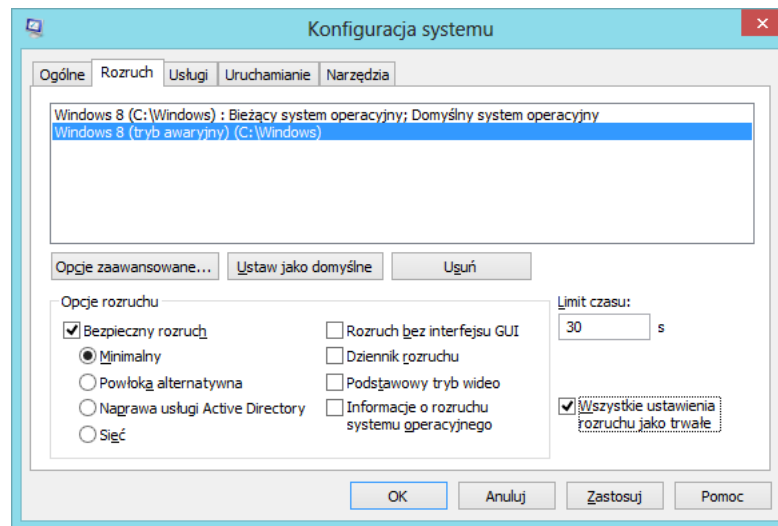 Konfiguracja systemu
Ogólne Rozruch Usługi Uruchamianie Narzędzia
Windows 8 (C:\Windows) : Bieżący system operacyjny; Domyślny system operacyjny
Windows 8 (tryb awaryjny) (C:\Windows)
Opcje zaawansowane... Ustaw jako domyślne Usuń
Opcje rozruchu
Limit czasu:
Bezpieczny rozruch
Rozruch bez interfejsu GUI
30 s
Minimalny
Dziennik rozruchu
Powłoka alternatywna
Podstawowy tryb wideo
Naprawa usługi Active Directory
Informacje o rozruchu
systemu operacyjnego
Wszystkie ustawienia
rozruchu jako trwałe
Sieć
OK Anuluj Zastosuj Pomoc